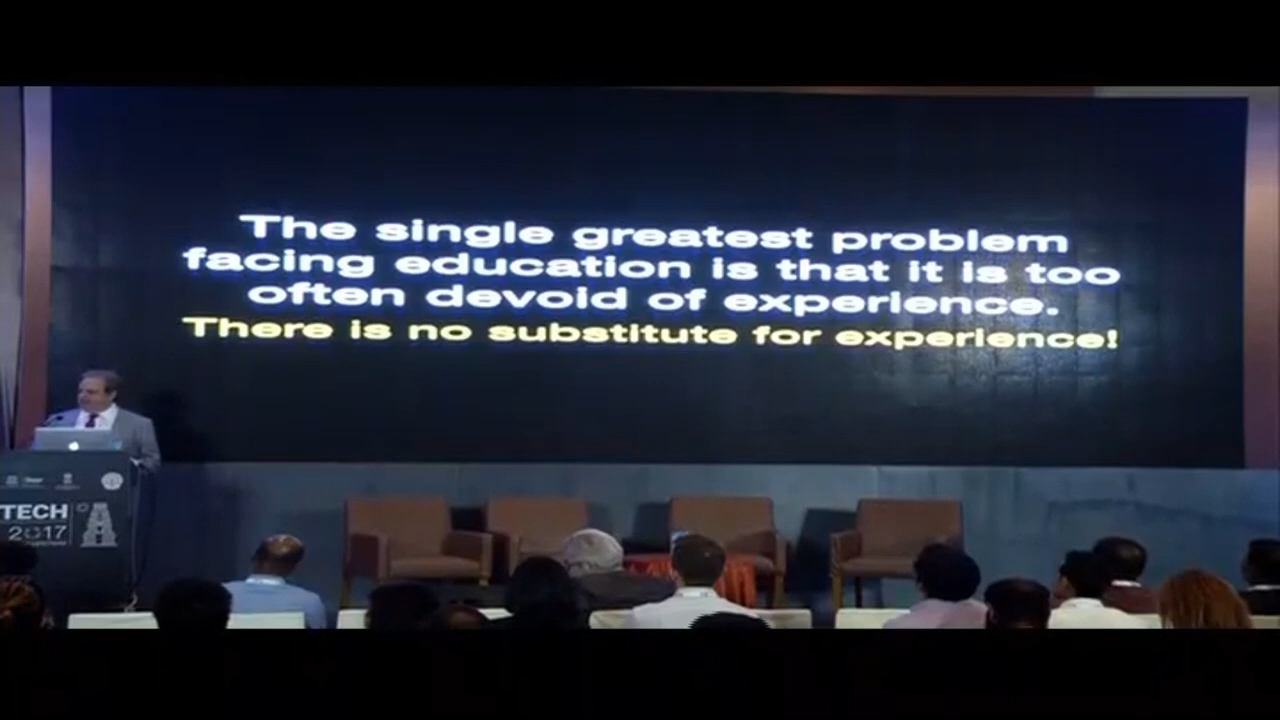 The single greatest problem
facing education is that it is too
often devoid of experience.
There is no substitute for experience!
TECH
2017